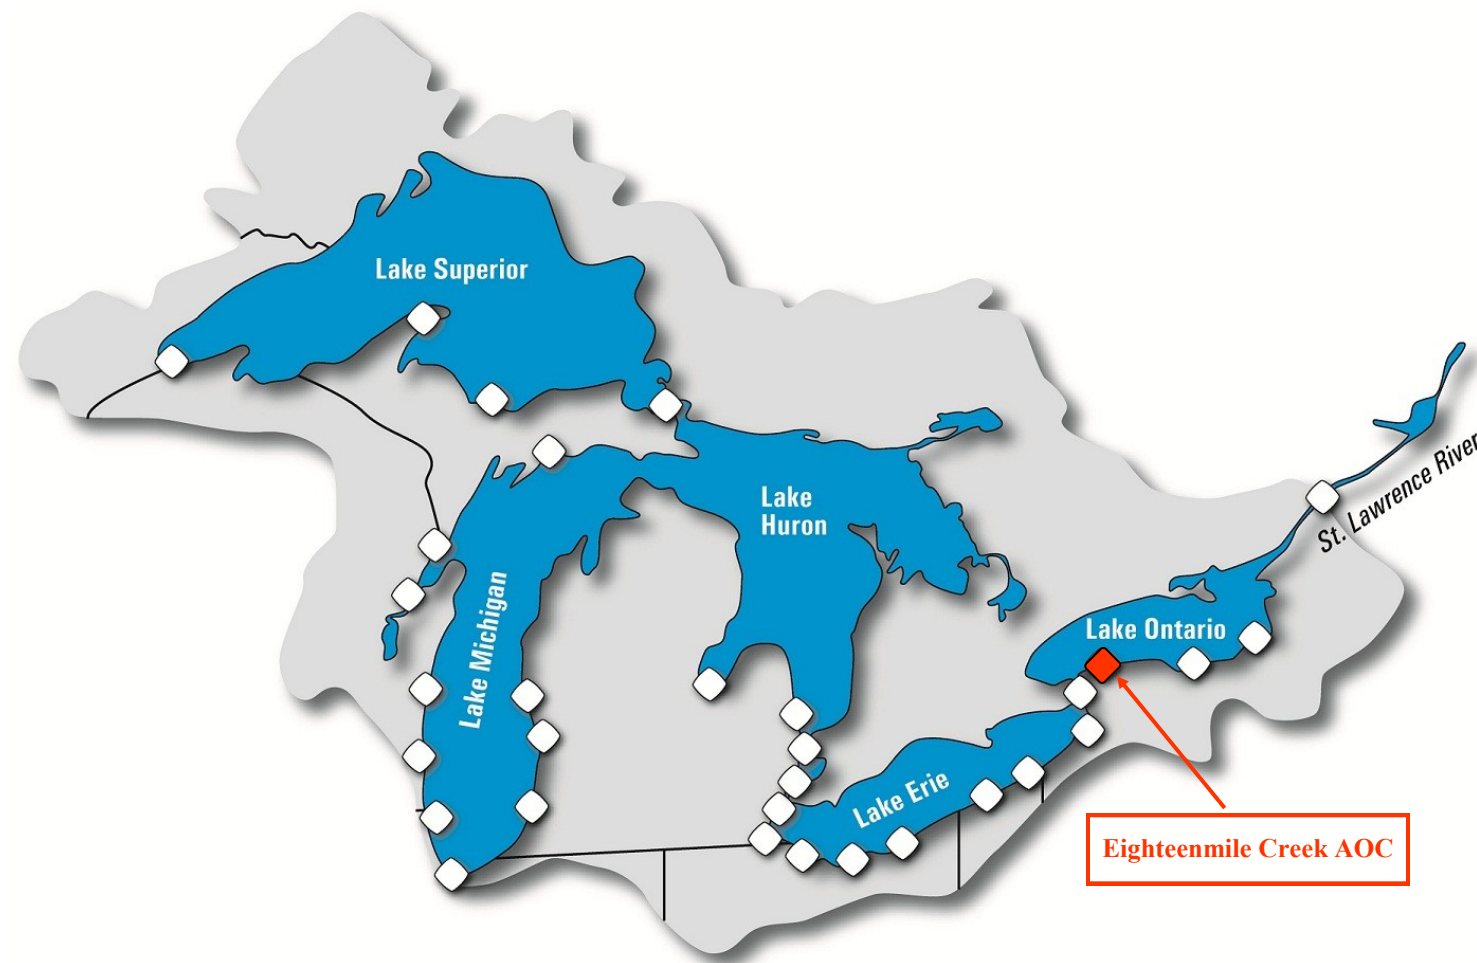 Lake Superior
Lake
Huron
St. Lawrence River
Lake Michigan
Lake Ontario
Lake Erie
Eighteenmile Creek AOC